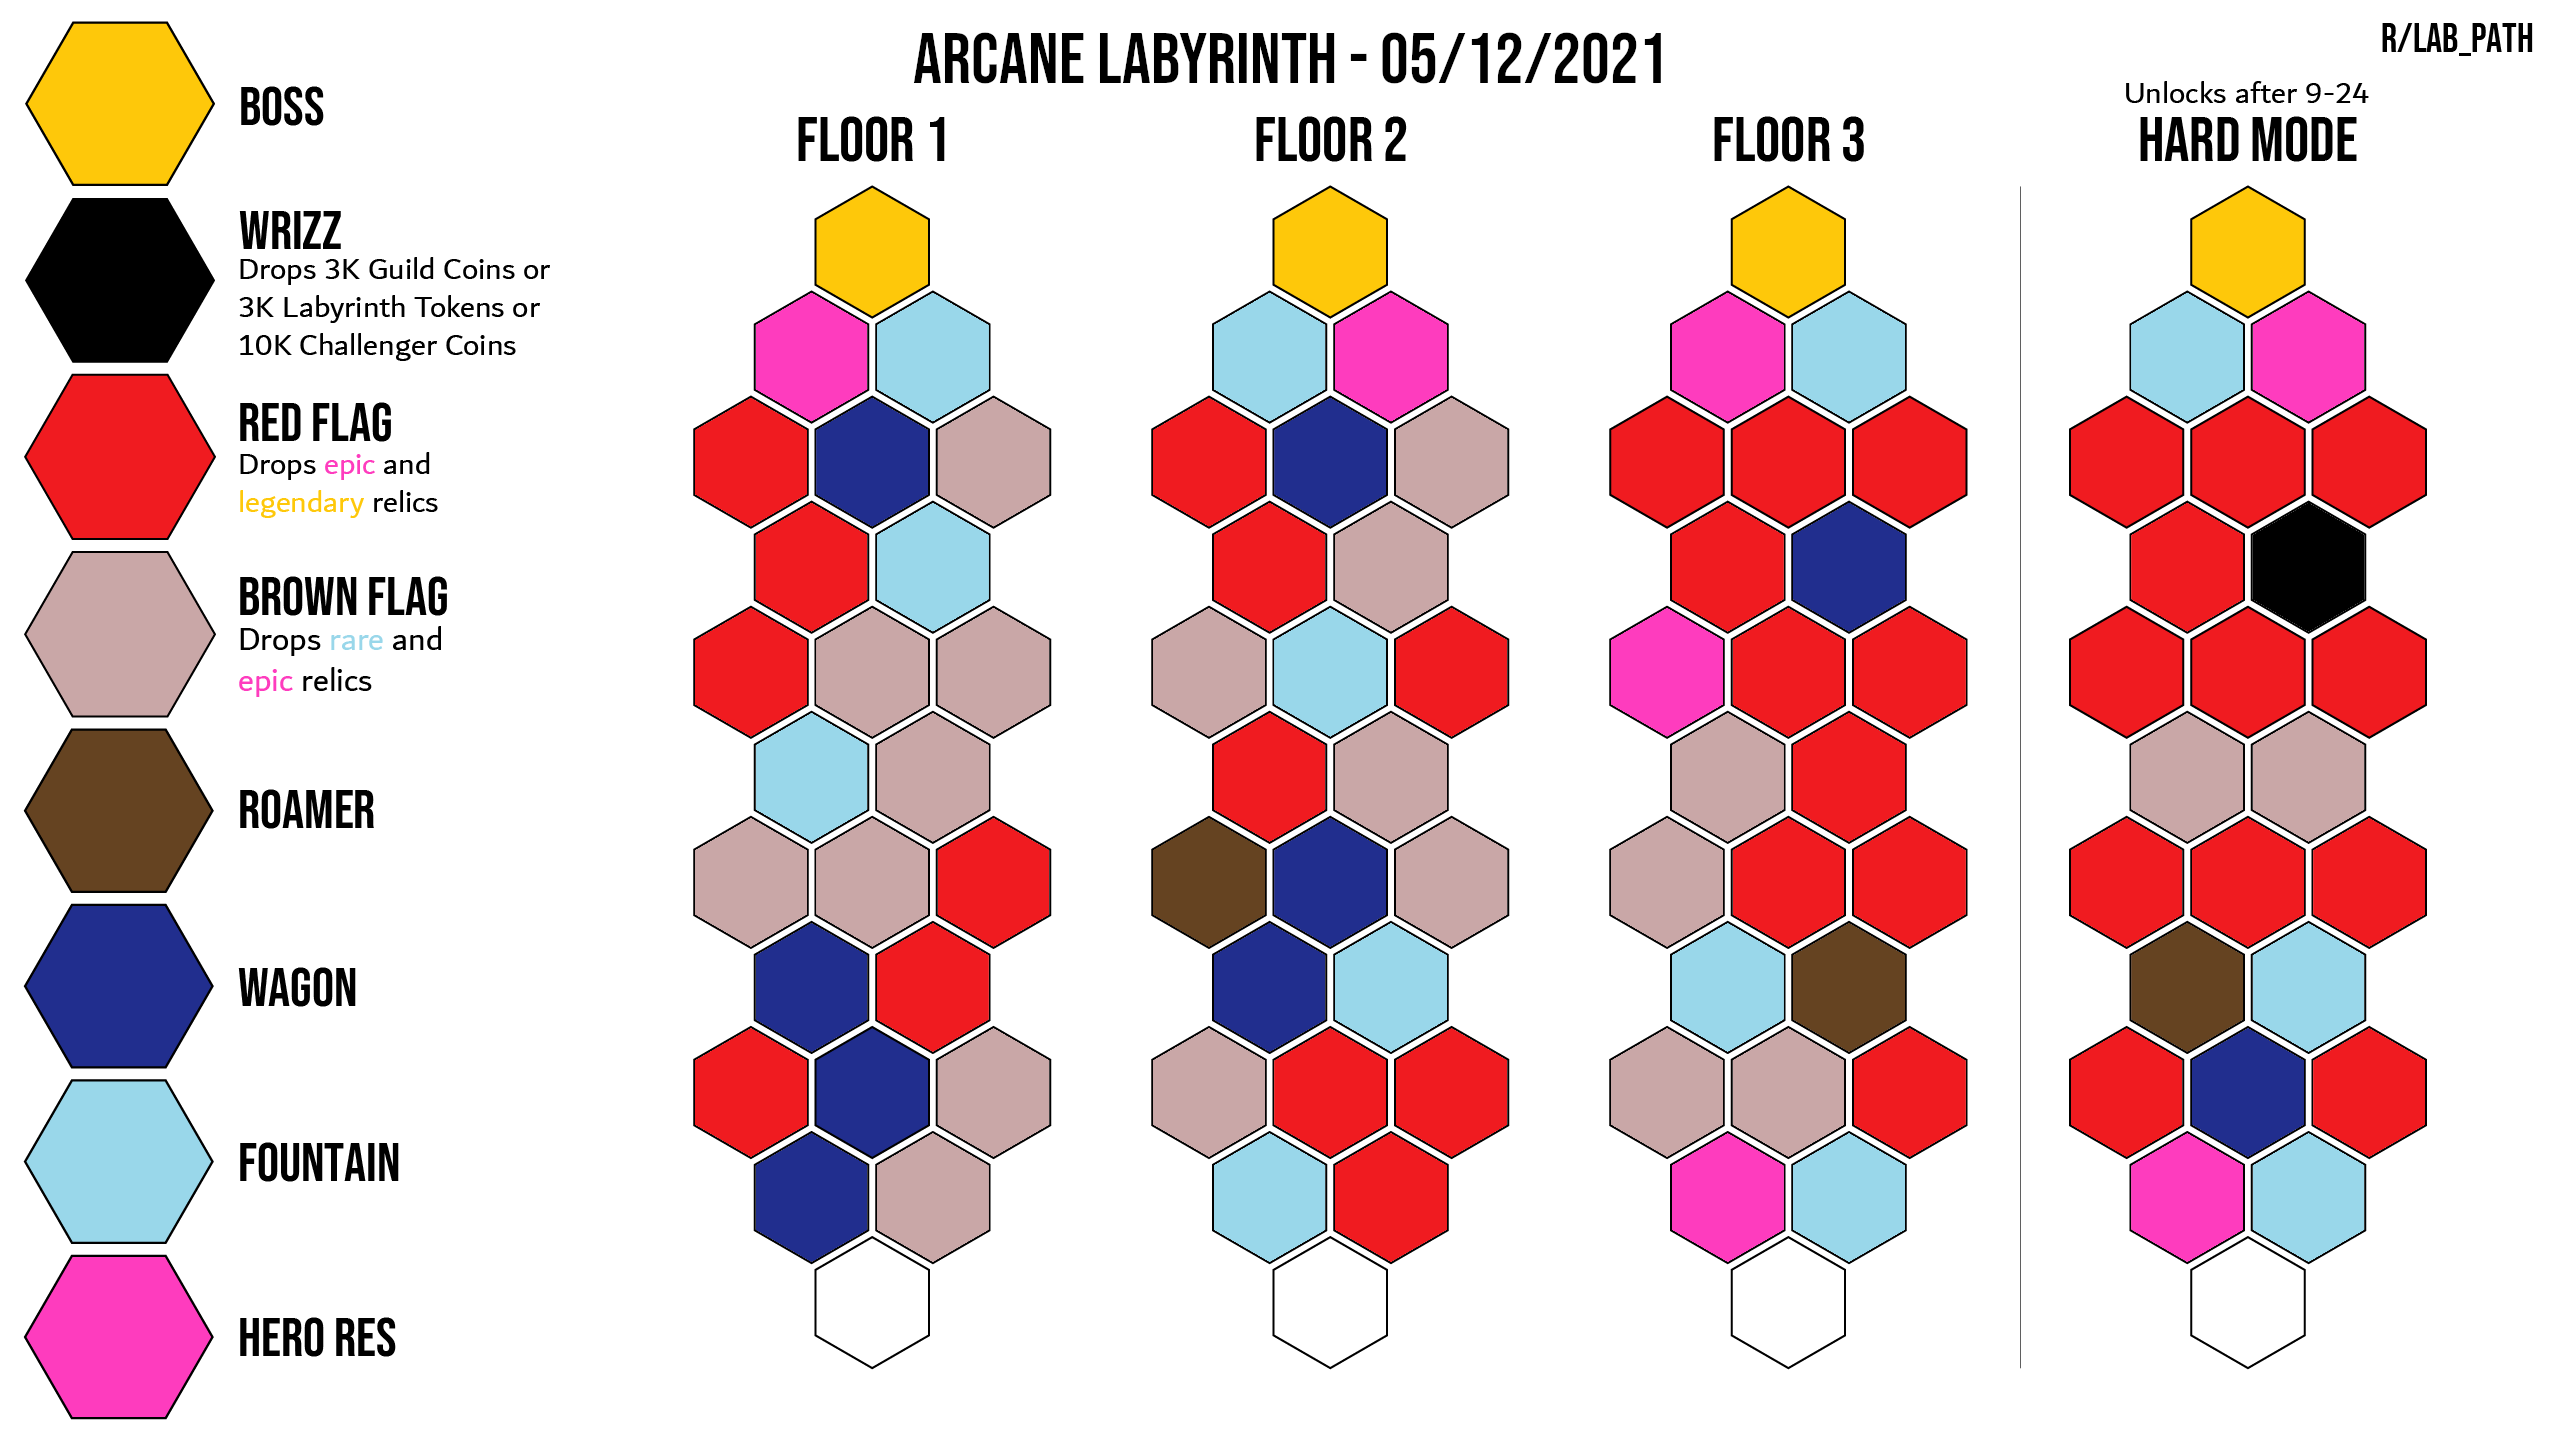 ARCANE LABYRINTH - 05/12/2021
R/LAB_PATH
FLOOR 1
FLOOR 2
FLOOR 3
Unlocks after 9-24
HARD MODE
BOSS
WRIZZ
Drops 3K Guild Coins or
3K Labyrinth Tokens or
10K Challenger Coins
RED FLAG
Drops epic and
legendary relics
BROWN FLAG
Drops rare and
epic relics
ROAMER
WAGON
FOUNTAIN
HERO RES